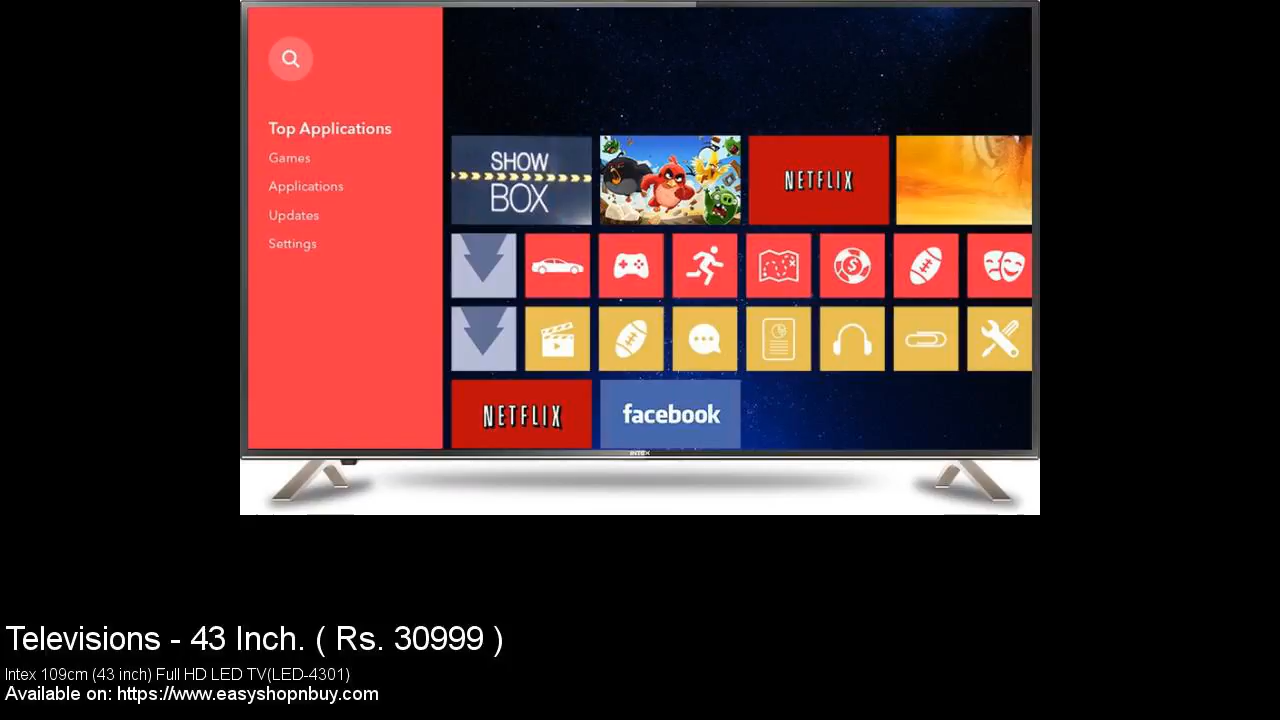 Top Applications
Games
Applications
Updates
Settings
SHOW
BOX
NETFLIX
NETFLIX
facebook
INTEX
Televisions - 43 Inch. ( Rs. 30999 )
Intex 109cm (43 inch) Full HD LED TV(LED-4301)
Available on: https://www.easyshopnbuy.com